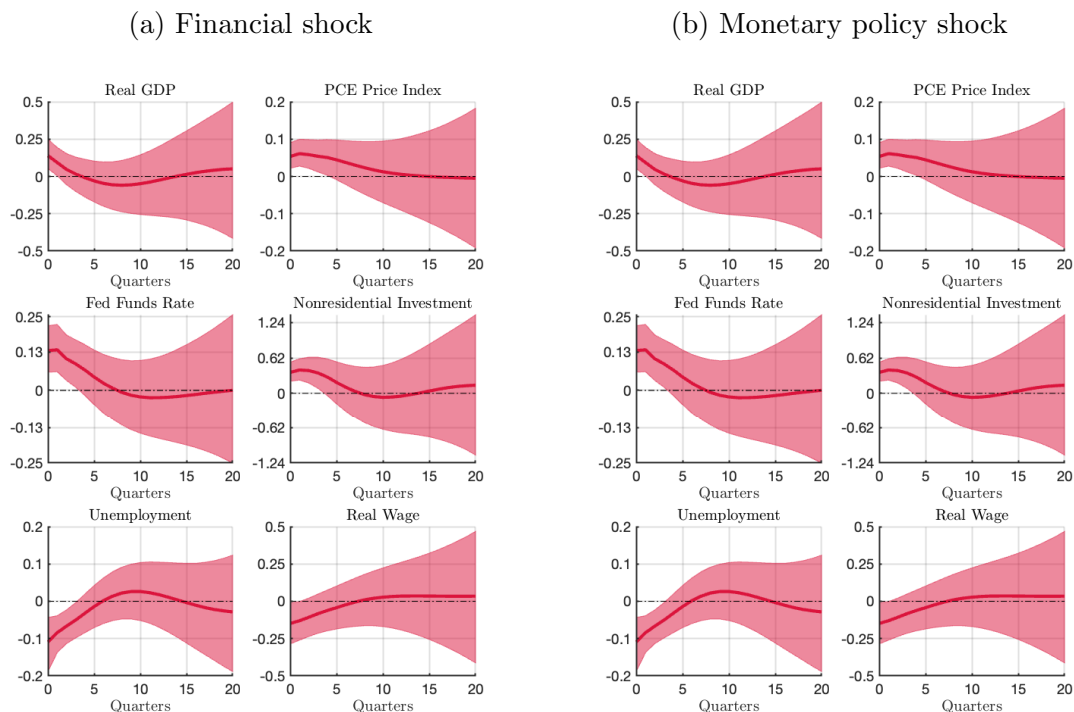 (a) Financial shock
(b) Monetary policy shock
Real GDP
0.5
0.25
0
-0.25
-0.5
0 5 10 15 20
Quarters
PCE Price Index
0.2
0.1
0
-0.1
0.2
0 5 10 15 20
Quarters
Fed Funds Rate
0.25
0.13
0
-0.13
-0.25
0 5 10 15 20
Quarters
Nonresidential Investment
1.24
0.62
0
-0.62
-1.24
0 5 10 15 20
Quarters
Unemployment
0.2
0.1
0
-0.1
0.2
0 5 10 15 20
Quarters
Real Wage
0.5
0.25
0
-0.25
0.5
0 5 10 15 20
Quarters
Real GDP
0.5
0.25
0
-0.25
-0.5
0 5 10 15 20
Quarters
PCE Price Index
0.2
0.1
0
-0.1
0.2
0 5 10 15 20
Quarters
Fed Funds Rate
0.25
0.13
0
-0.13
-0.25
0 5 10 15 20
Quarters
Nonresidential Investment
1.24
0.62
0
-0.62
-1.24
0 5 10 15 20
Quarters
Unemployment
0.2
0.1
0
-0.1
0.2
0 5 10 15 20
Quarters
Real Wage
0.5
0.25
0
-0.25
0.5
0 5 10 15 20
Quarters